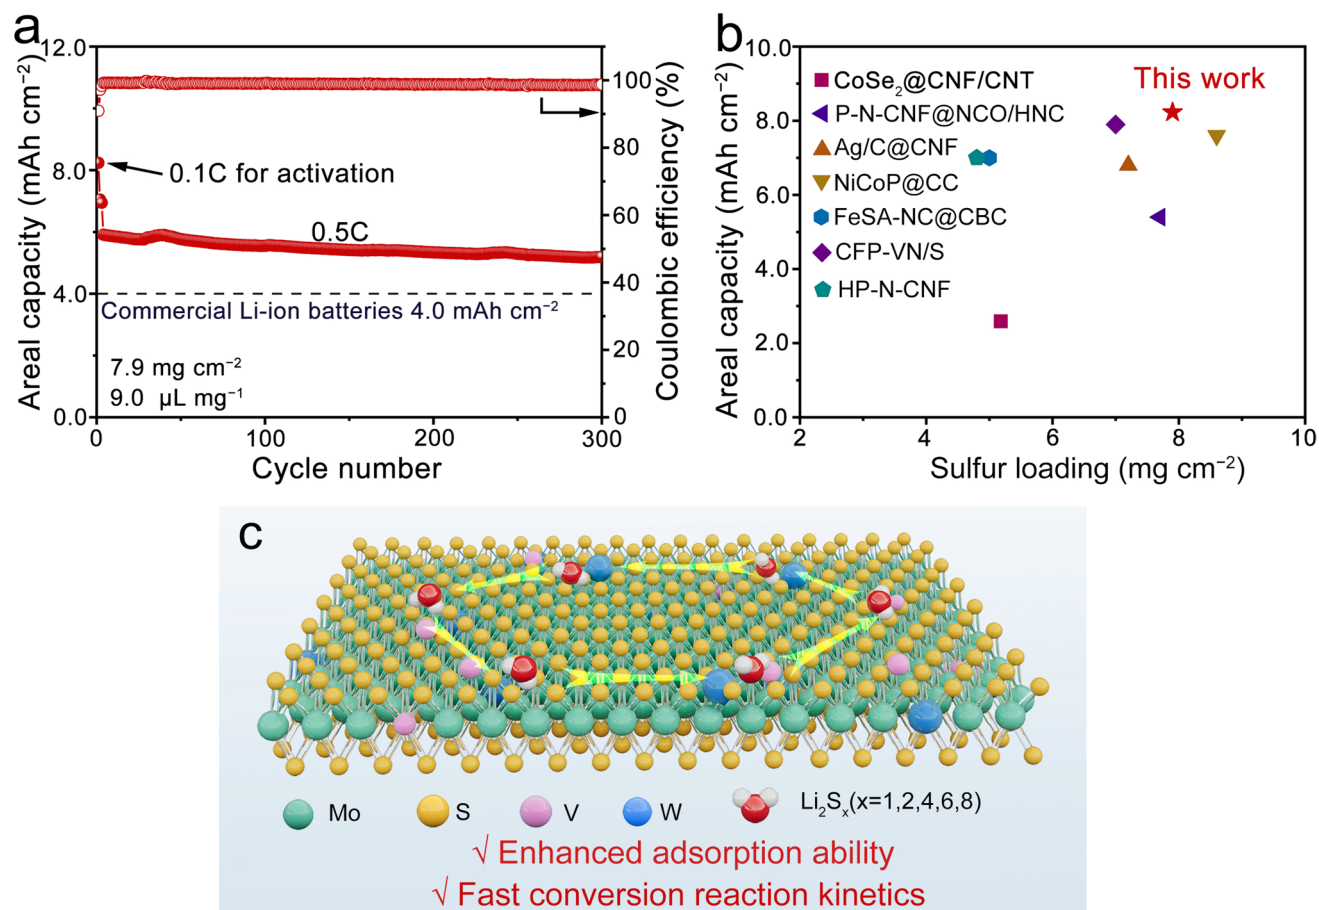 a
12.0
8.0
4.0
0.0
Areal capacity (mAh cm⁻²)
0.1C for activation
0.5C
Commercial Li-ion batteries 4.0 mAh cm⁻²
7.9 mg cm⁻²
9.0 µL mg⁻¹
0
100
200
300
Cycle number
100
80
60
40
20
0
Coulombic efficiency (%)
b
10.0
8.0
6.0
4.0
2.0
0.0
Areal capacity (mAh cm⁻²)
CoSe₂@CNF/CNT
P-N-CNF@NCO/HNC
Ag/C@CNF
NiCoP@CC
FeSA-NC@CBC
CFP-VN/S
HP-N-CNF
This work
2
4
6
8
10
Sulfur loading (mg cm⁻²)
c
Mo
S
V
W
Li₂Sₓ(x=1,2,4,6,8)
√ Enhanced adsorption ability
√ Fast conversion reaction kinetics